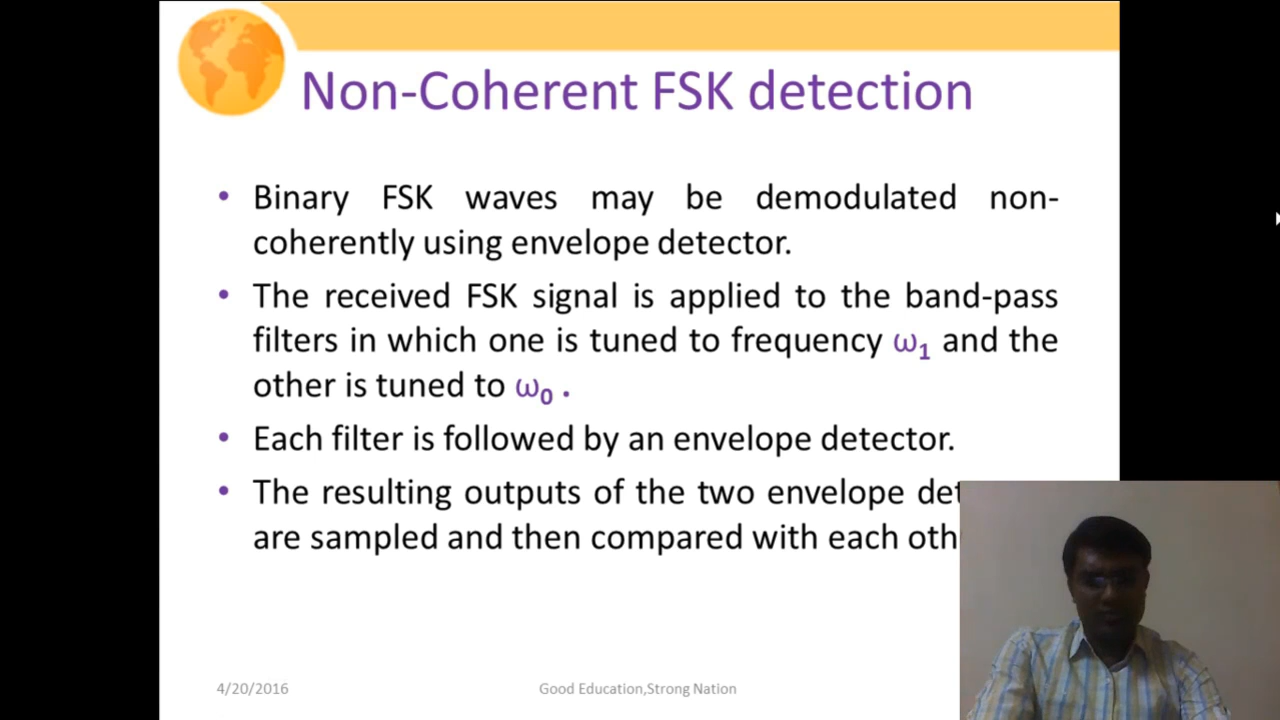 Non-Coherent FSK detection
• Binary FSK waves may be demodulated non-
coherently using envelope detector.
• The received FSK signal is applied to the band-pass
filters in which one is tuned to frequency ω₁ and the
other is tuned to ω₀ .
• Each filter is followed by an envelope detector.
• The resulting outputs of the two envelope
are sampled and then compared with each
4/20/2016
Good Education,Strong Nation